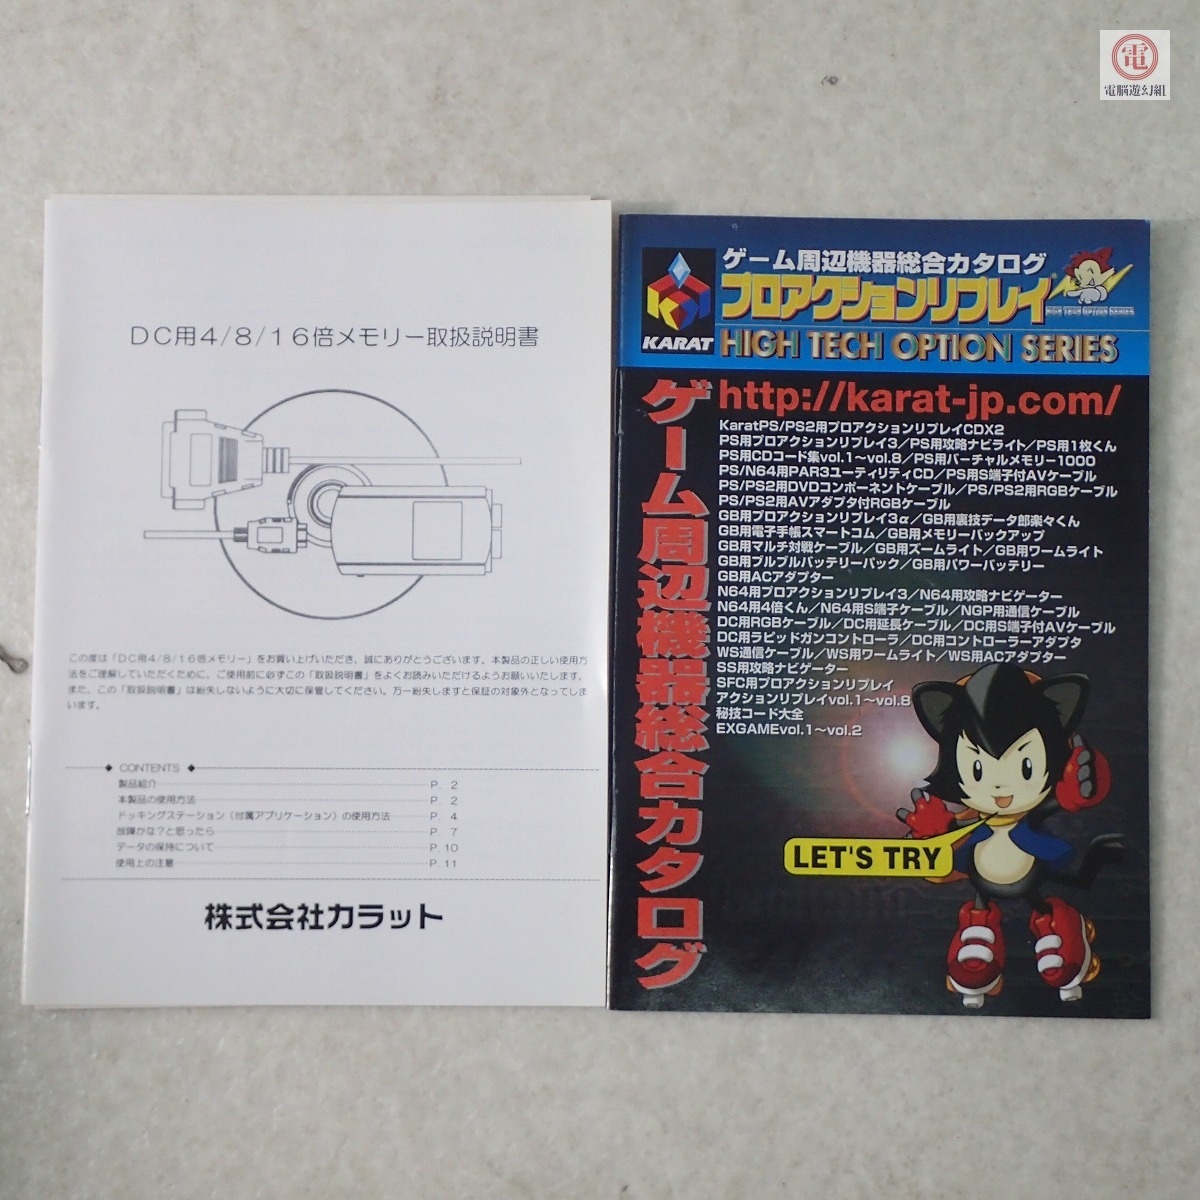 電
電脳遊幻組
DC用4/8/16倍メモリー取扱説明書
この度は「DC用4/8/16倍メモリー」をお買い上げいただき、誠にありがとうございます。本製品の正しい使用方
法をご理解していただくために、ご使用前に必ずこの「取扱説明書」をよくお読みいただけるようお願いいたします。
また、この「取扱説明書」は紛失しないように大切に保管してください。万一紛失しますと保証の対象外となってしま
います。
◆ CONTENTS ◆
製品紹介 P. 2
本製品の使用方法 P. 2
ドッキングステーション（付属アプリケーション）の使用方法 P. 4
故障かな？と思ったら P. 7
データの保持について P.10
使用上の注意 P.11
株式会社カラット
KARAT
ゲーム周辺機器総合カタログ
プロアクションリプレイ
HIGH TECH OPTION SERIES
HIGH TECH OPTION SERIES
ゲーム周辺機器総合カタログ
http://karat-jp.com/
KaratPS/PS2用プロアクションリプレイCDX2
PS用プロアクションリプレイ3／PS用攻略ナビライト／PS用1枚くん
PS用CDコード集vol.1～vol.8／PS用バーチャルメモリー1000
PS/N64用PAR3ユーティリティCD／PS用S端子付AVケーブル
PS/PS2用DVDコンポーネントケーブル／PS/PS2用RGBケーブル
PS/PS2用AVアダプタ付RGBケーブル
GB用プロアクションリプレイ3α／GB用裏技データ郎楽々くん
GB用電子手帳スマートコム／GB用メモリーバックアップ
GB用マルチ対戦ケーブル／GB用ズームライト／GB用ワームライト
GB用ブルブルバッテリーパック／GB用パワーバッテリー
GB用ACアダプター
N64用プロアクションリプレイ3／N64用攻略ナビゲーター
N64用4倍くん／N64用S端子ケーブル／NGP用通信ケーブル
DC用RGBケーブル／DC用延長ケーブル／DC用S端子付AVケーブル
DC用ラピッドガンコントローラ／DC用コントローラーアダプタ
WS通信ケーブル／WS用ワームライト／WS用ACアダプター
SS用攻略ナビゲーター
SFC用プロアクションリプレイ
アクションリプレイvol.1～vol.8
秘技コード大全
EXGAMEvol.1～vol.2
LET'S TRY